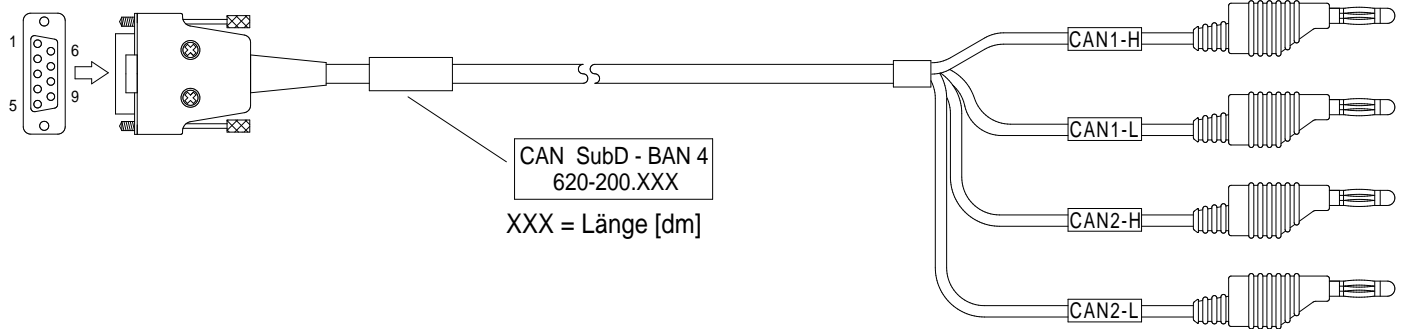 1
6
5
9
CAN SubD - BAN 4
620-200.XXX
XXX = Länge [dm]
CAN1-H
CAN1-L
CAN2-H
CAN2-L